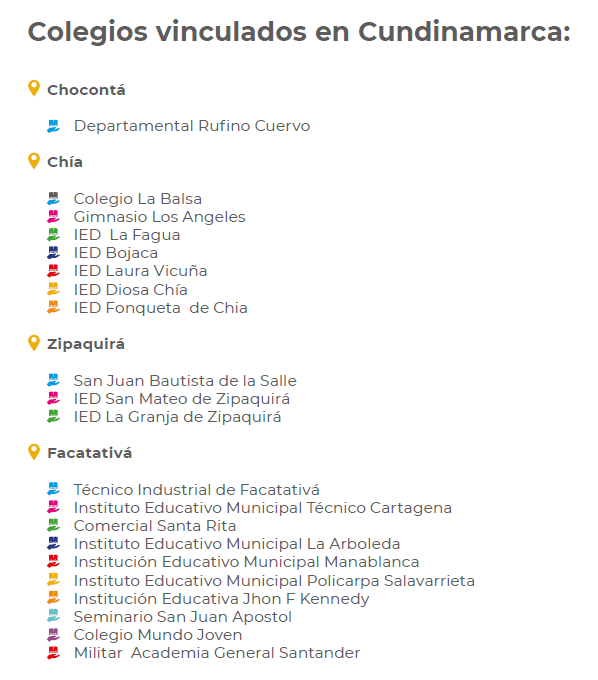 Colegios vinculados en Cundinamarca:
Chocontá
Departamental Rufino Cuervo
Chía
Colegio La Balsa
Gimnasio Los Angeles
IED  La Fagua
IED Bojaca
IED Laura Vicuña
IED Diosa Chía
IED Fonqueta  de Chia
Zipaquirá
San Juan Bautista de la Salle
IED San Mateo de Zipaquirá
IED La Granja de Zipaquirá
Facatativá
Técnico Industrial de Facatativá
Instituto Educativo Municipal Técnico Cartagena
Comercial Santa Rita
Instituto Educativo Municipal La Arboleda
Institución Educativo Municipal Manablanca
Instituto Educativo Municipal Policarpa Salavarrieta
Institución Educativa Jhon F Kennedy
Seminario San Juan Apostol
Colegio Mundo Joven
Militar  Academia General Santander